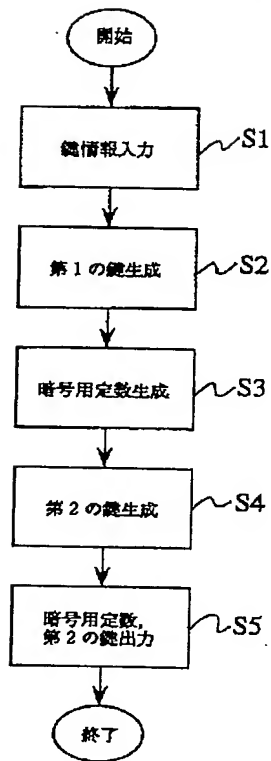 開始
鍵情報入力
S1
第1の鍵生成
S2
暗号用定数生成
S3
第2の鍵生成
S4
暗号用定数,
第2の鍵出力
S5
終了